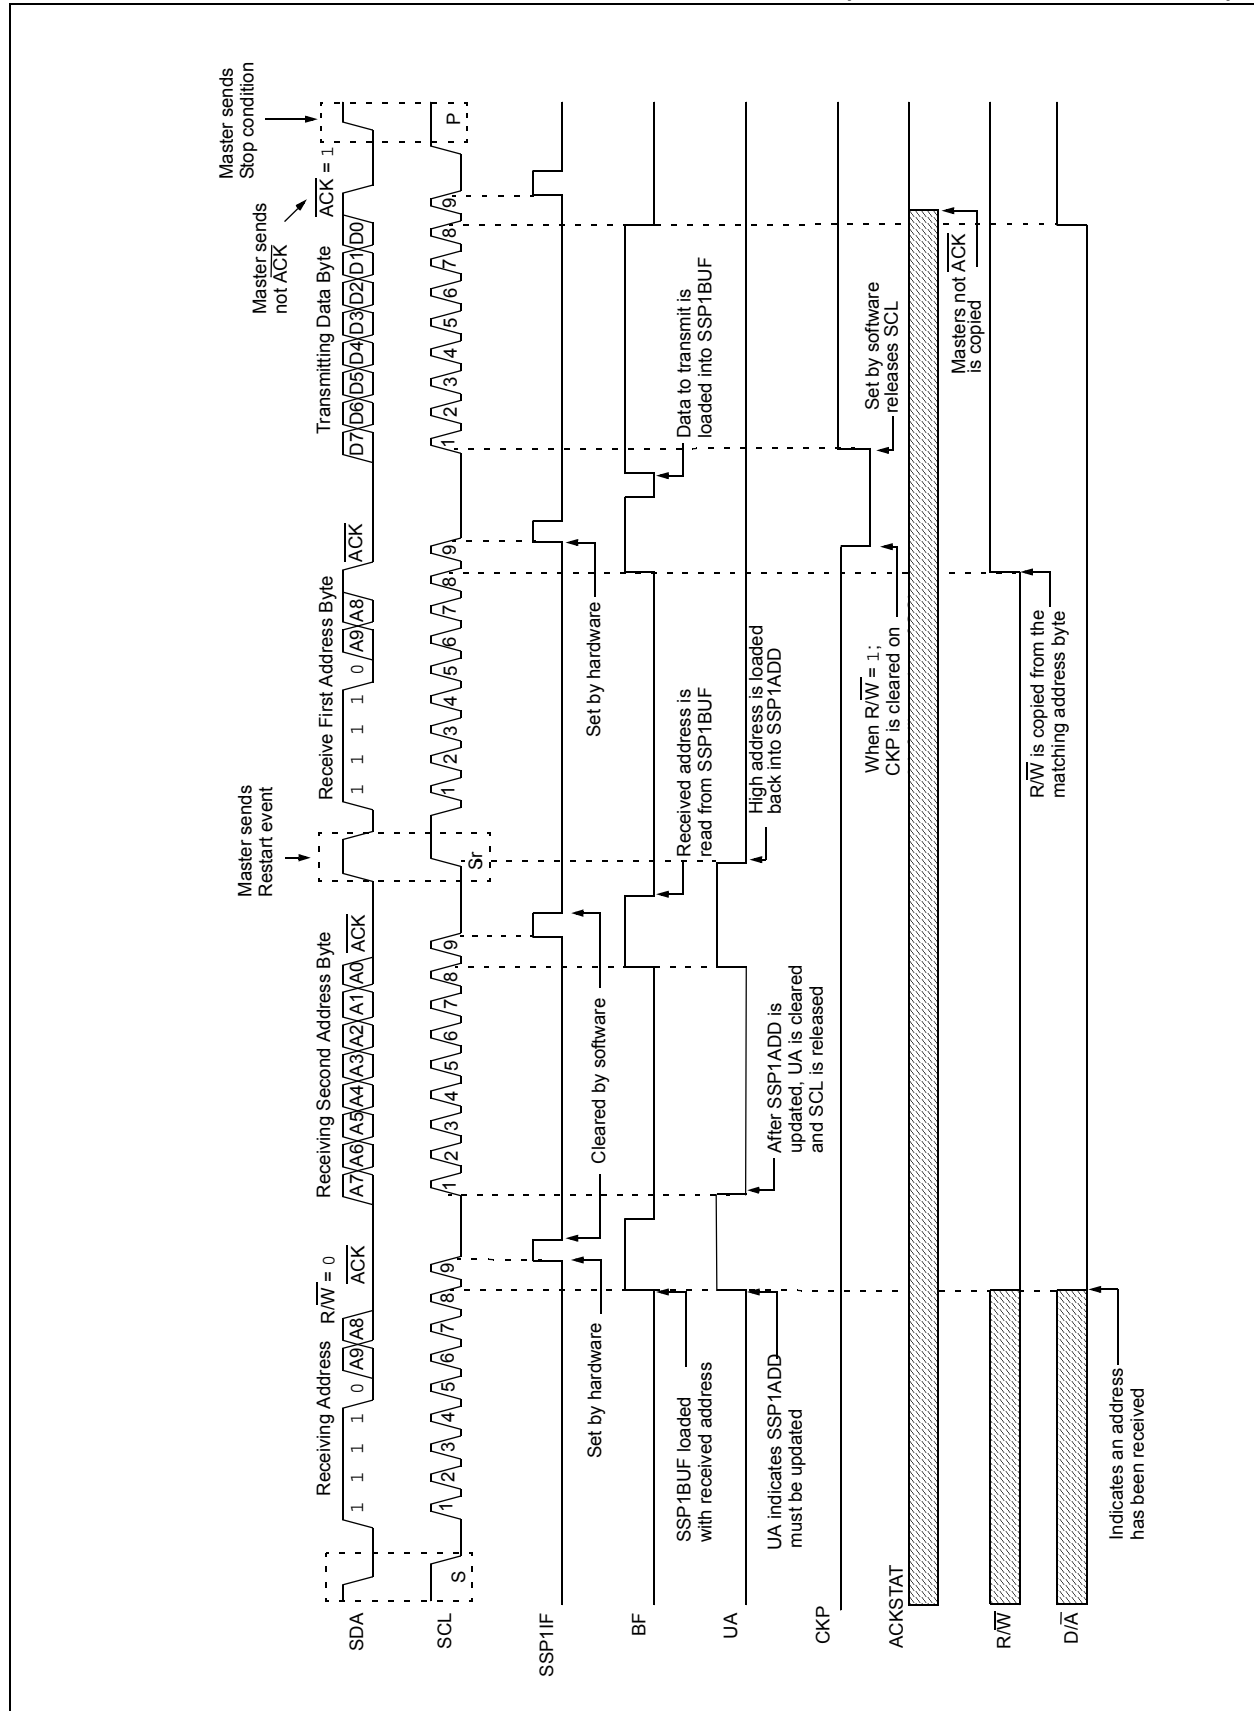 Master sends
Stop condition
Master sends
not ACK
ACK = 1
Master sends
Restart event
Receiving Address R/W = 0
ACK
Receiving Second Address Byte
ACK
Receive First Address Byte
ACK
Transmitting Data Byte
SDA
1 1 1 1 0 A9 A8
A7 A6 A5 A4 A3 A2 A1 A0
1 1 1 1 0 A9 A8
D7 D6 D5 D4 D3 D2 D1 D0
SCL
S
1 2 3 4 5 6 7 8 9
1 2 3 4 5 6 7 8 9
Sr
1 2 3 4 5 6 7 8 9
1 2 3 4 5 6 7 8 9
P
SSP1IF
Set by hardware
Cleared by software
Set by hardware
BF
SSP1BUF loaded
with received address
Received address is
read from SSP1BUF
Data to transmit is
loaded into SSP1BUF
UA
UA indicates SSP1ADD
must be updated
After SSP1ADD is
updated, UA is cleared
and SCL is released
High address is loaded
back into SSP1ADD
CKP
When R/W = 1;
CKP is cleared on
Set by software
releases SCL
ACKSTAT
Masters not ACK
is copied
R/W
R/W is copied from the
matching address byte
D/A
Indicates an address
has been received